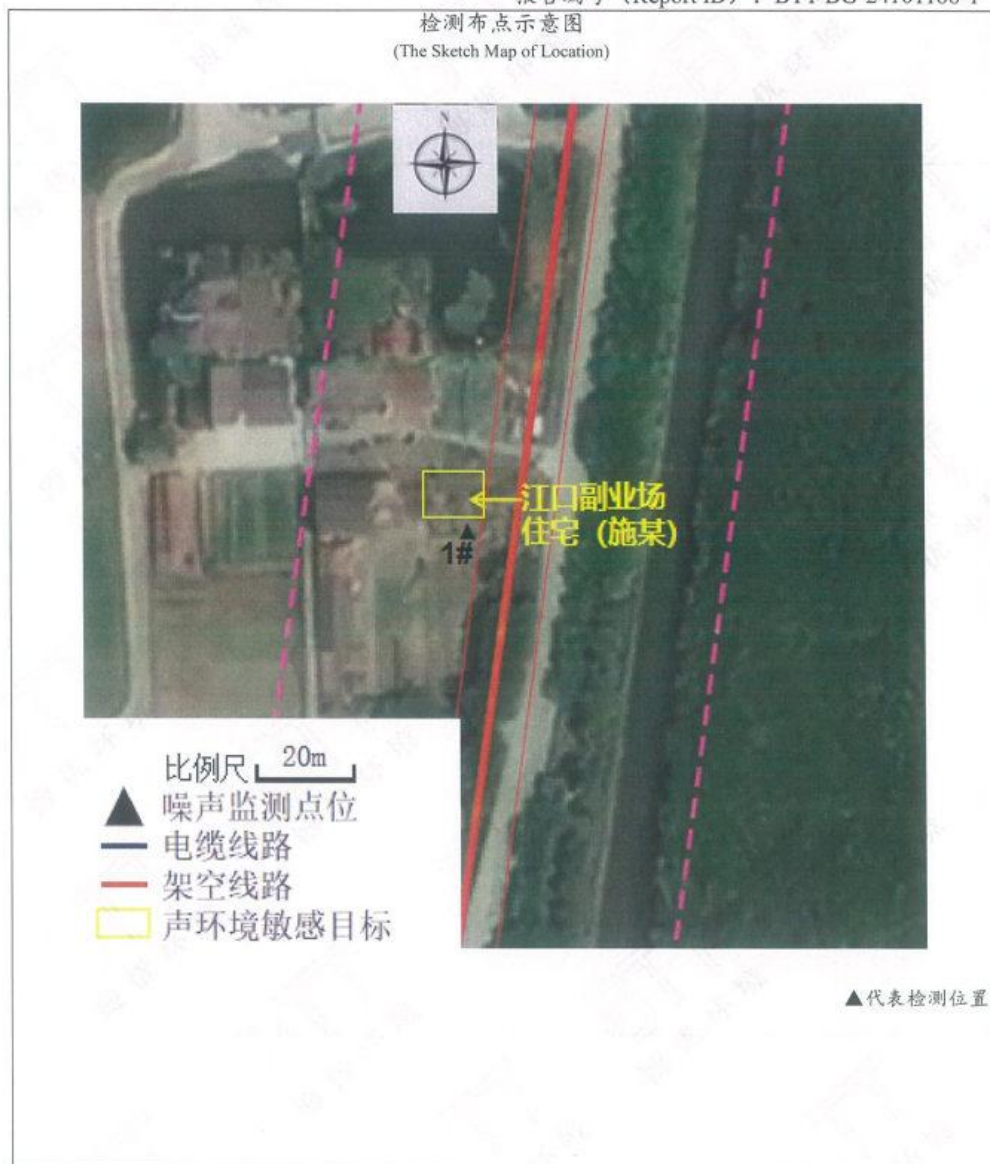 检测布点示意图
(The Sketch Map of Location)
N
江口副业场
住宅（施某）
1#
比例尺 20m
噪声监测点位
电缆线路
架空线路
声环境敏感目标
▲代表检测位置